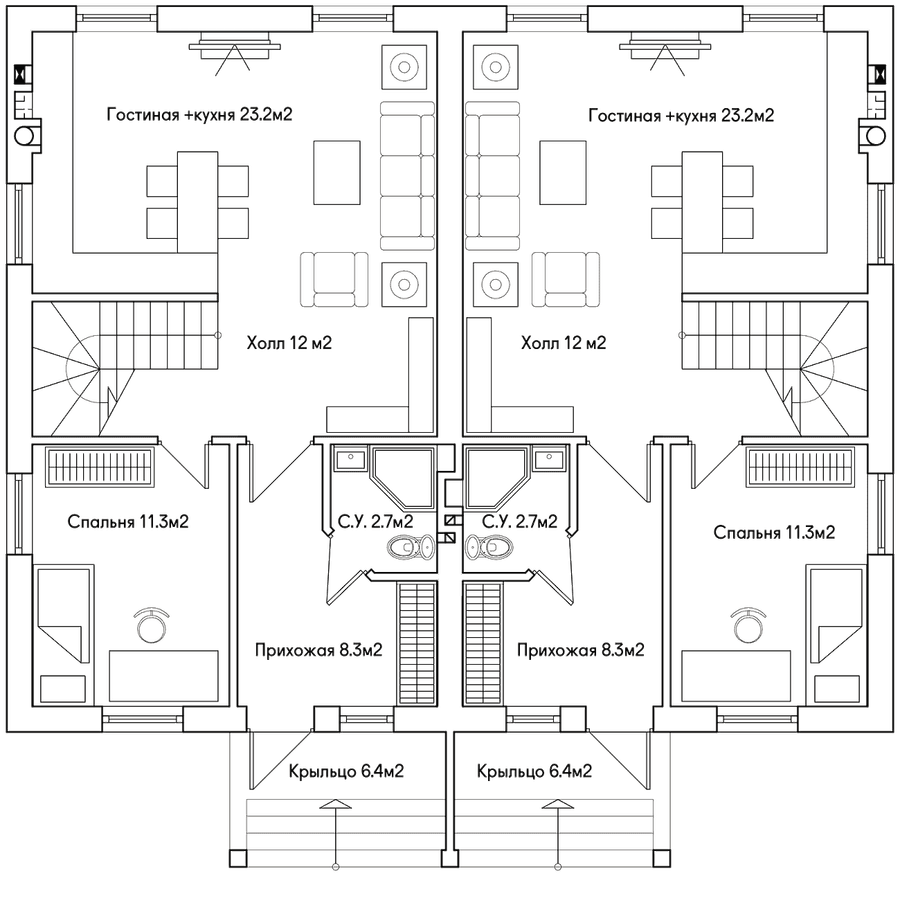 Гостиная +кухня 23.2м2
Гостиная +кухня 23.2м2
Холл 12 м2
Холл 12 м2
Спальня 11.3м2
С.У. 2.7м2
С.У. 2.7м2
Спальня 11.3м2
Прихожая 8.3м2
Прихожая 8.3м2
Крыльцо 6.4м2
Крыльцо 6.4м2